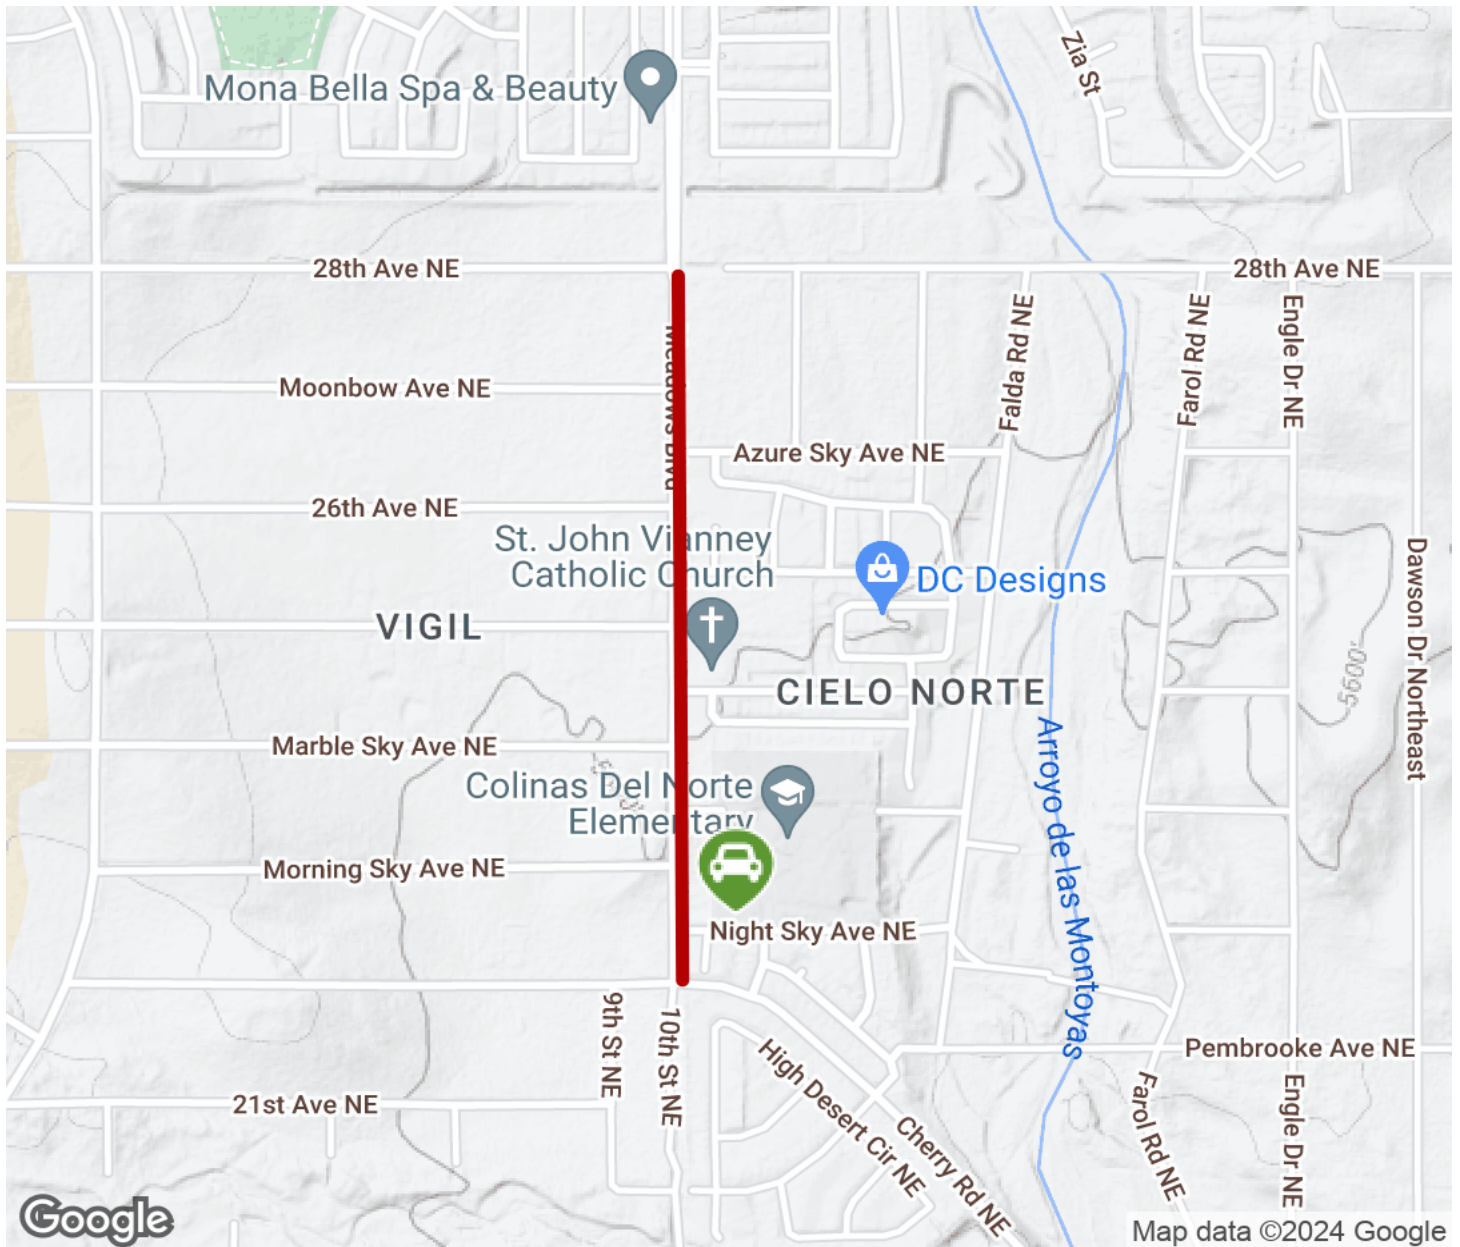 Zia St
Mona Bella Spa & Beauty
28th Ave NE
28th Ave NE
Meadows Blvd
Falda Rd NE
Farol Rd NE
Engle Dr NE
Moonbow Ave NE
Azure Sky Ave NE
26th Ave NE
St. John Vianney
Catholic Church
DC Designs
Dawson Dr Northeast
VIGIL
5600'
CIELO NORTE
Marble Sky Ave NE
Arroyo de las Montoyas
Colinas Del Norte
Elementary
Morning Sky Ave NE
Night Sky Ave NE
9th St NE
10th St NE
High Desert Cir NE
Pembrooke Ave NE
Farol Rd NE
Engle Dr NE
21st Ave NE
Cherry Rd NE
Google
Map data ©2024 Google